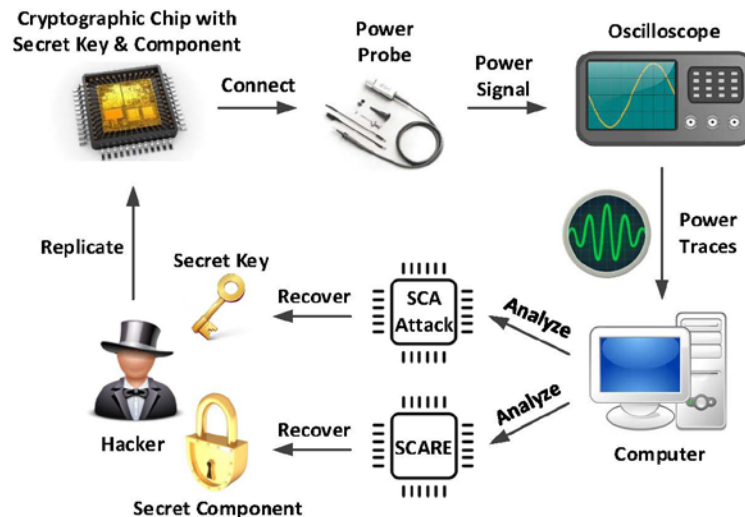 Cryptographic Chip with
Secret Key & Component
Power
Probe
Oscilloscope
Connect
Power
Signal
Replicate
Power
Traces
Secret Key
Recover
SCA
Attack
Analyze
Hacker
Recover
SCARE
Analyze
Computer
Secret Component